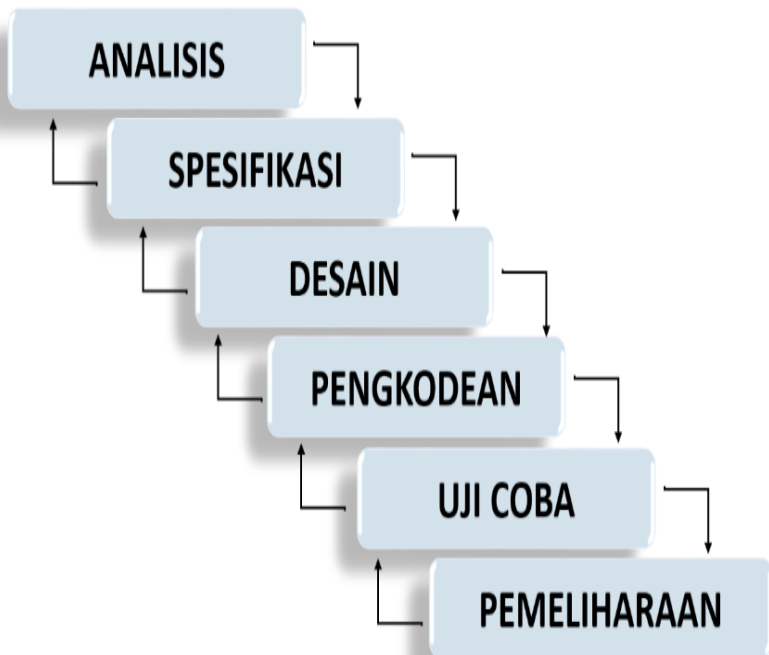 ANALISIS
SPESIFIKASI
DESAIN
PENGKODEAN
UJI COBA
PEMELIHARAAN